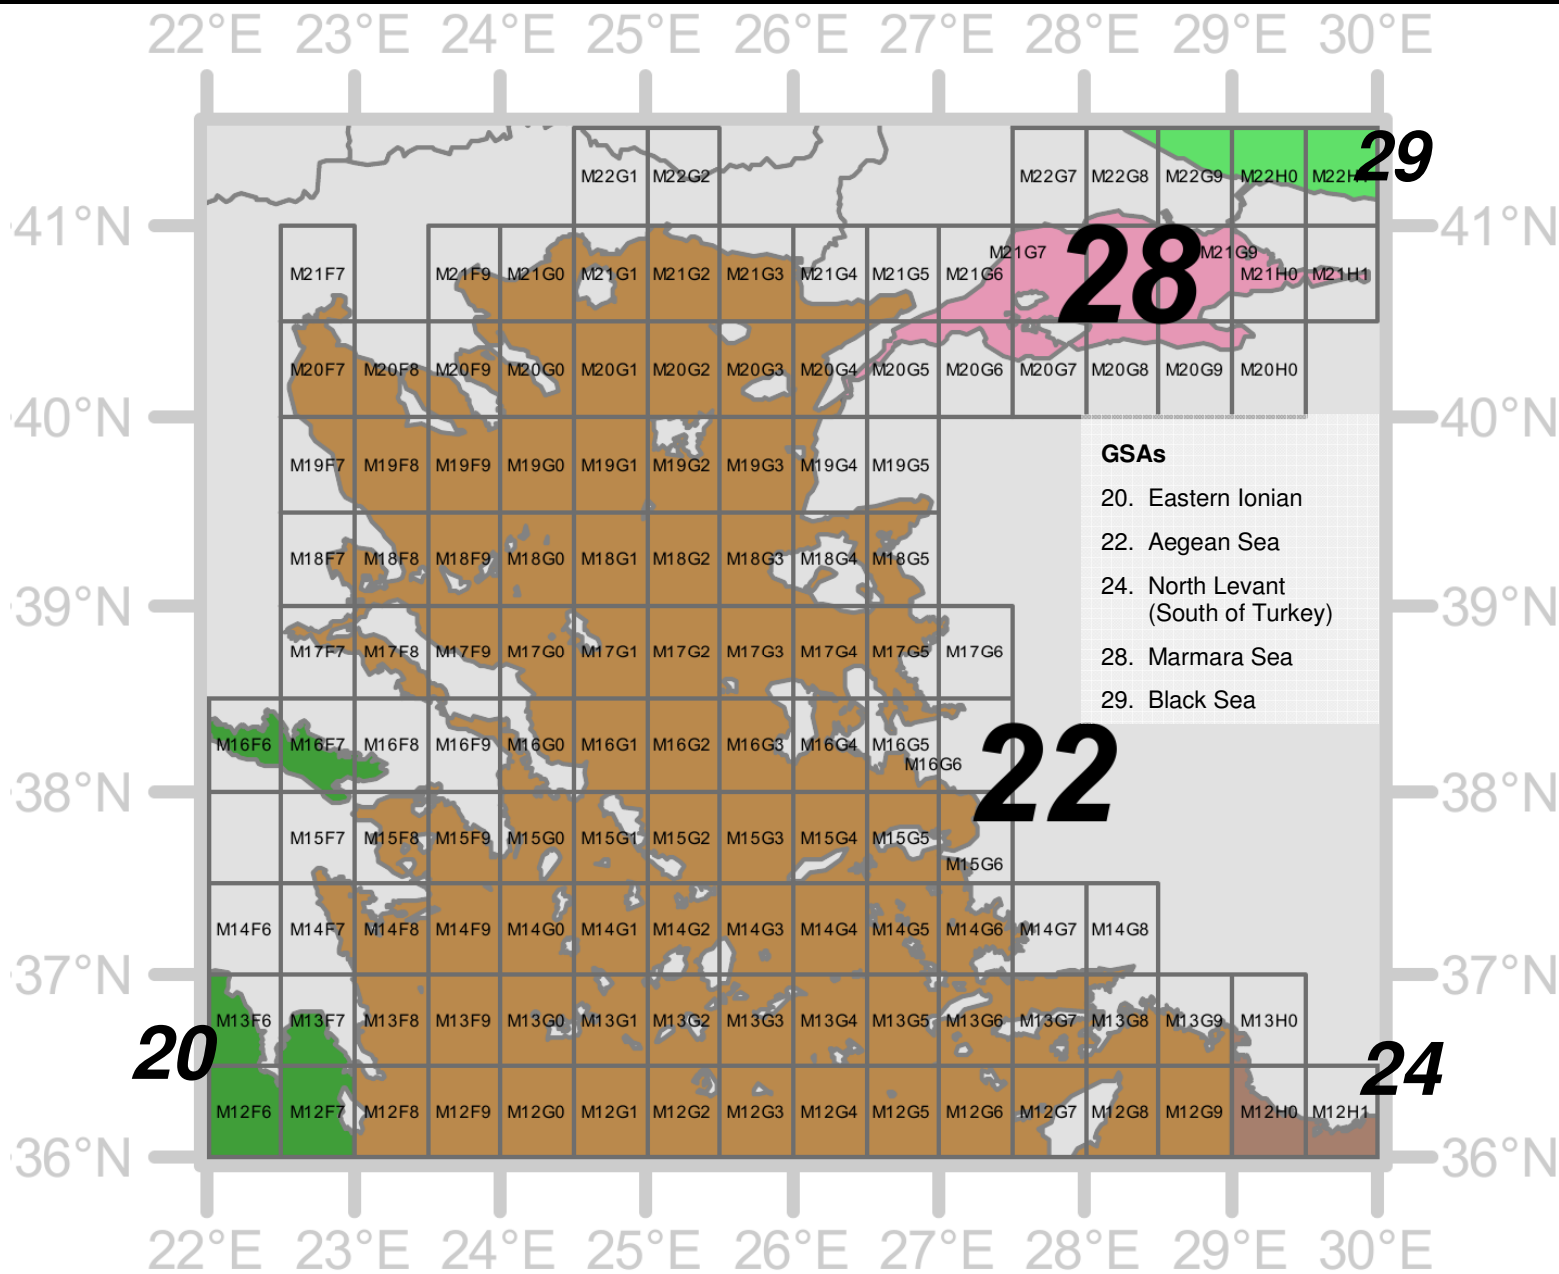 22°E 23°E 24°E 25°E 26°E 27°E 28°E 29°E 30°E
29
M22G1 M22G2 M22G7 M22G8 M22G9 M22H0
41°N 41°N
M21G7 28 M21G9
M21F7 M21F9 M21G0 M21G1 M21G2 M21G3 M21G4 M21G5 M21G6 M21H0 M21H1
M20F7 M20F8 M20F9 M20G0 M20G1 M20G2 M20G3 M20G4 M20G5 M20G6 M20G7 M20G8 M20G9 M20H0
40°N 40°N
GSAs
M19F7 M19F8 M19F9 M19G0 M19G1 M19G2 M19G3 M19G4 M19G5
20. Eastern Ionian
22. Aegean Sea
M18F7 M18F8 M18F9 M18G0 M18G1 M18G2 M18G3 M18G4 M18G5
24. North Levant
(South of Turkey)
39°N 39°N
M17F7 M17F8 M17F9 M17G0 M17G1 M17G2 M17G3 M17G4 M17G5 M17G6
28. Marmara Sea
29. Black Sea
M16F6 M16F7 M16F8 M16F9 M16G0 M16G1 M16G2 M16G3 M16G4 M16G5
M16G6 22
38°N 38°N
M15F7 M15F8 M15F9 M15G0 M15G1 M15G2 M15G3 M15G4 M15G5
M15G6
M14F6 M14F7 M14F8 M14F9 M14G0 M14G1 M14G2 M14G3 M14G4 M14G5 M14G6 M14G7 M14G8
37°N 37°N
M13F6 M13F7 M13F8 M13F9 M13G0 M13G1 M13G2 M13G3 M13G4 M13G5 M13G6 M13G7 M13G8 M13G9 M13H0
20 24
M12F6 M12F7 M12F8 M12F9 M12G0 M12G1 M12G2 M12G3 M12G4 M12G5 M12G6 M12G7 M12G8 M12G9 M12H0 M12H1
36°N 36°N
22°E 23°E 24°E 25°E 26°E 27°E 28°E 29°E 30°E